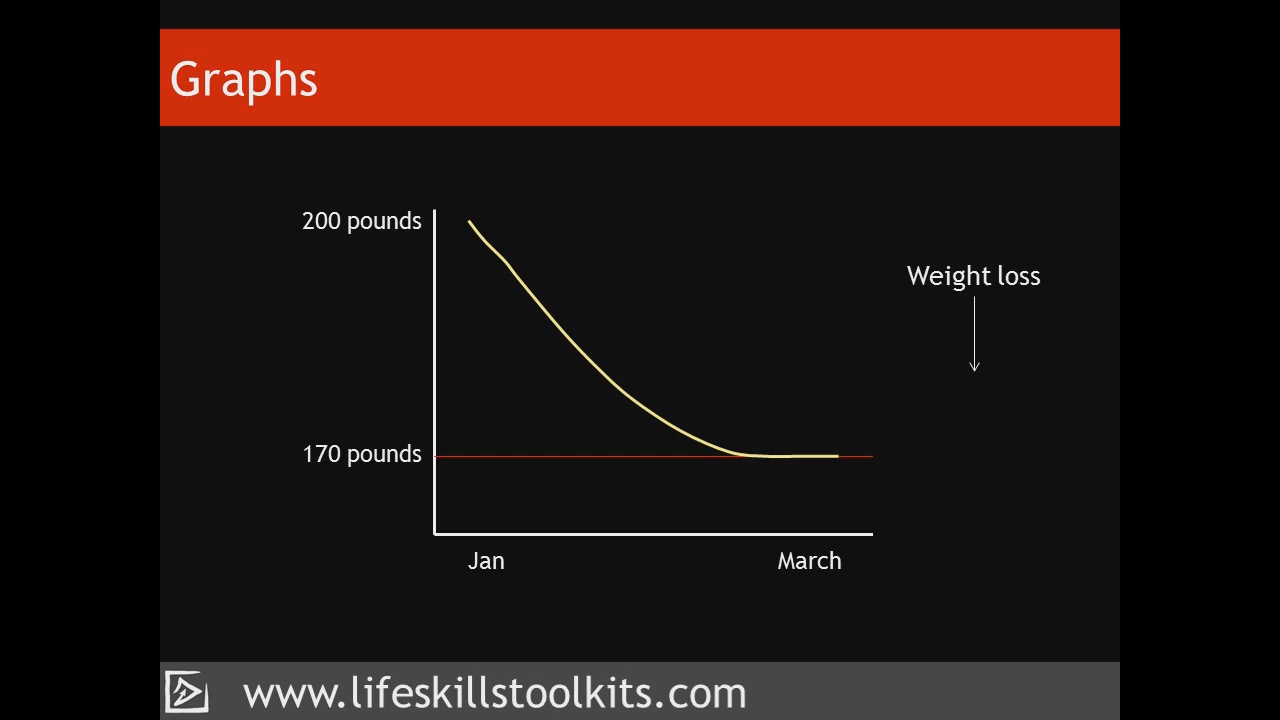 Graphs
200 pounds
Weight loss
170 pounds
Jan
March
www.lifeskillstoolkits.com